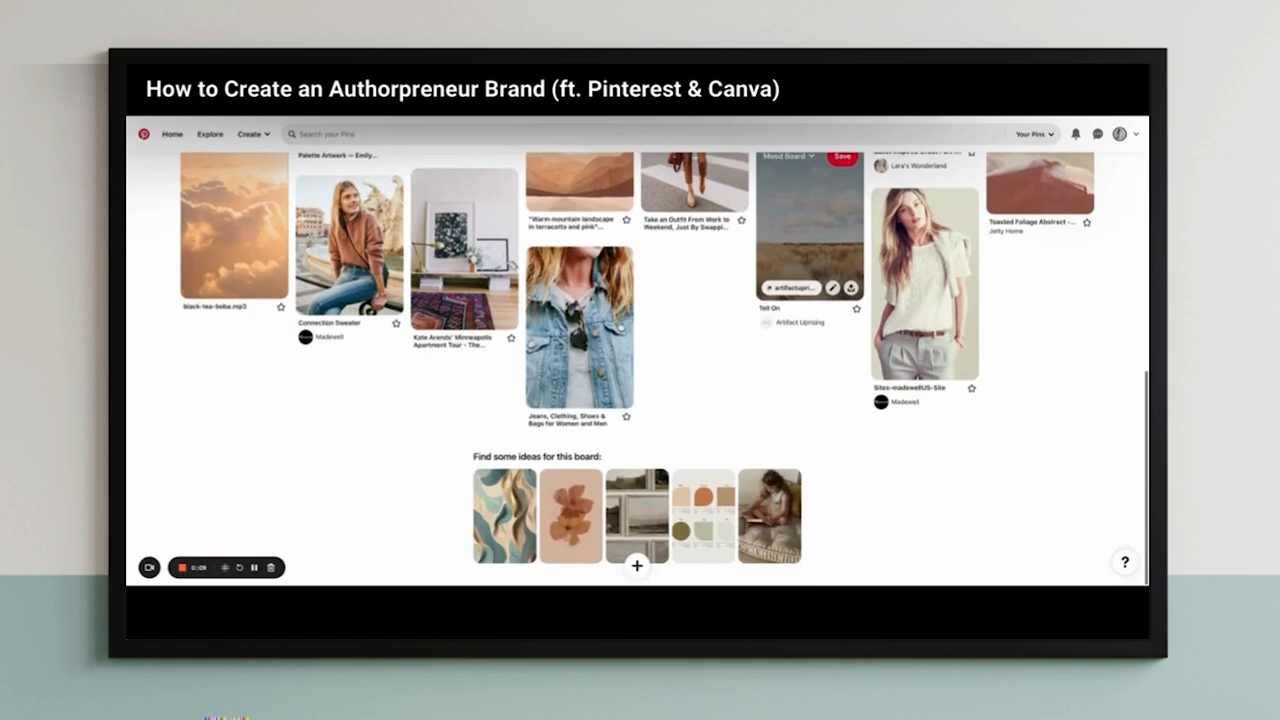 How to Create an Authorpreneur Brand (ft. Pinterest & Canva)
Home
Explore
Create
Search your Pins
Your Pins
Palette Artwork — Emily...
Mood Board
Save
Lara's Wonderland
"Warm mountain landscape
in terracotta and pink"...
Take an Outfit From Work to
Weekend, Just By Swappi...
Toasted Foliage Abstract -...
Jetty Home
artifactupri...
black-tea-boba.mp3
Tell On
Artifact Uprising
Connection Sweater
Madewell
Kate Arends' Minneapolis
Apartment Tour - The...
Sites-madewellUS-Site
Madewell
Jeans, Clothing, Shoes &
Bags for Women and Men
Find some ideas for this board:
0:09
?